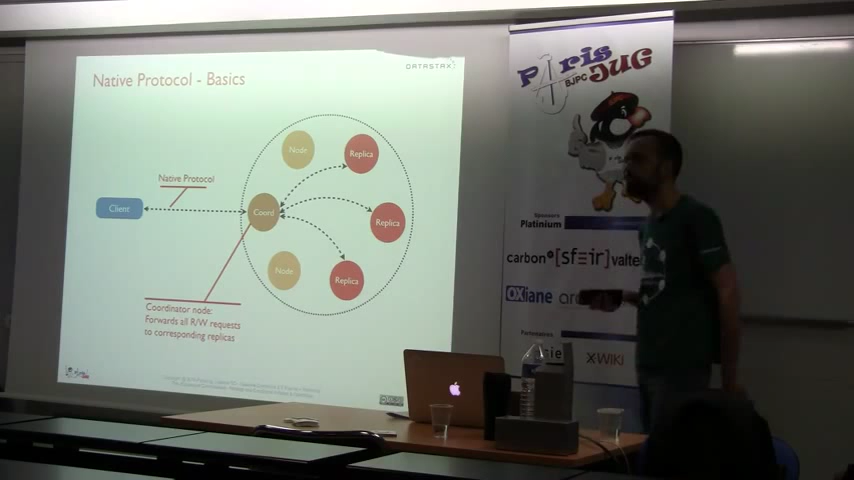 Native Protocol - Basics
DATASTAX
Node
Replica
Native Protocol
Client
Coord
Replica
Node
Replica
Coordinator node:
Forwards all R/W requests
to corresponding replicas
Paris
JUG
BJPC
Platinium
carbon [sfeir] valte
OXiane
XWIKI